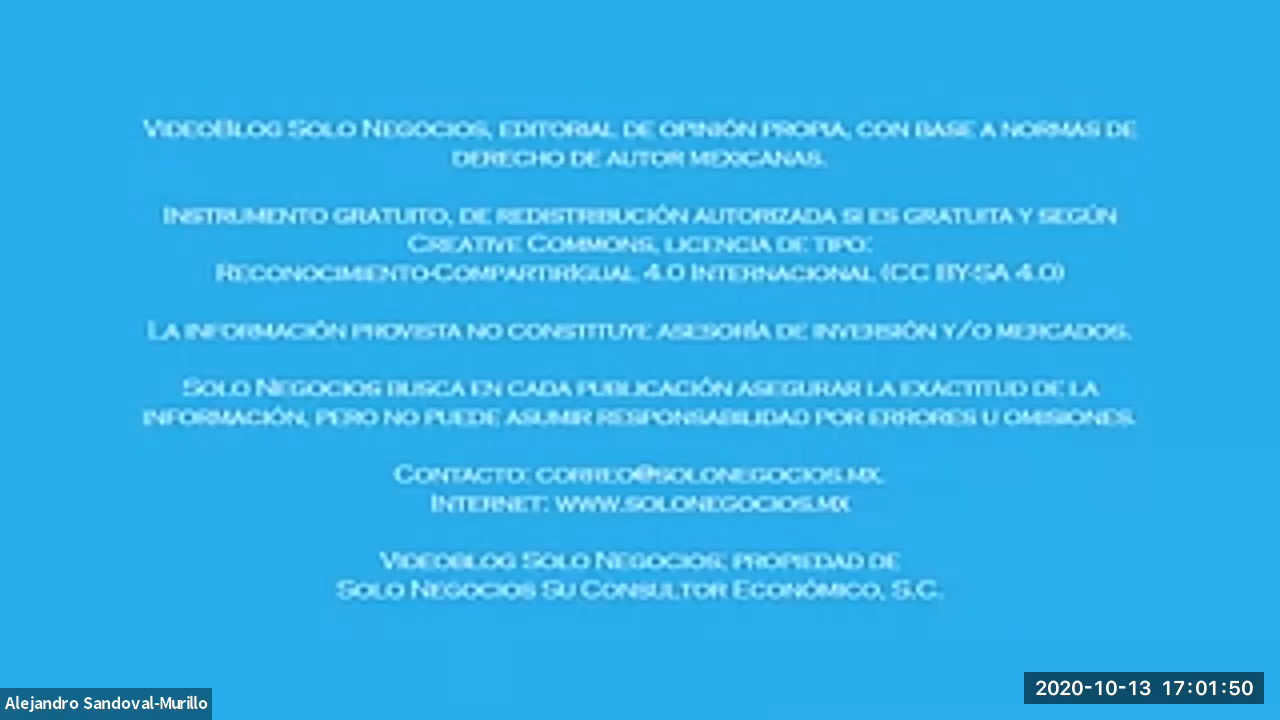 VideoBlog Solo Negocios, editorial de opinión propia, con base a normas de
derecho de autor mexicanas.
Instrumento gratuito, de redistribución autorizada si es gratuita y según
Creative Commons, licencia de tipo:
Reconocimiento-CompartirIgual 4.0 Internacional (CC BY-SA 4.0)
La información provista no constituye asesoría de inversión y/o mercados.
Solo Negocios busca en cada publicación asegurar la exactitud de la
información, pero no puede asumir responsabilidad por errores u omisiones.
Contacto: correo@solonegocios.mx.
Internet: www.solonegocios.mx
Videoblog Solo Negocios; propiedad de
Solo Negocios Su Consultor Económico, S.C.
Alejandro Sandoval-Murillo
2020-10-13 17:01:50